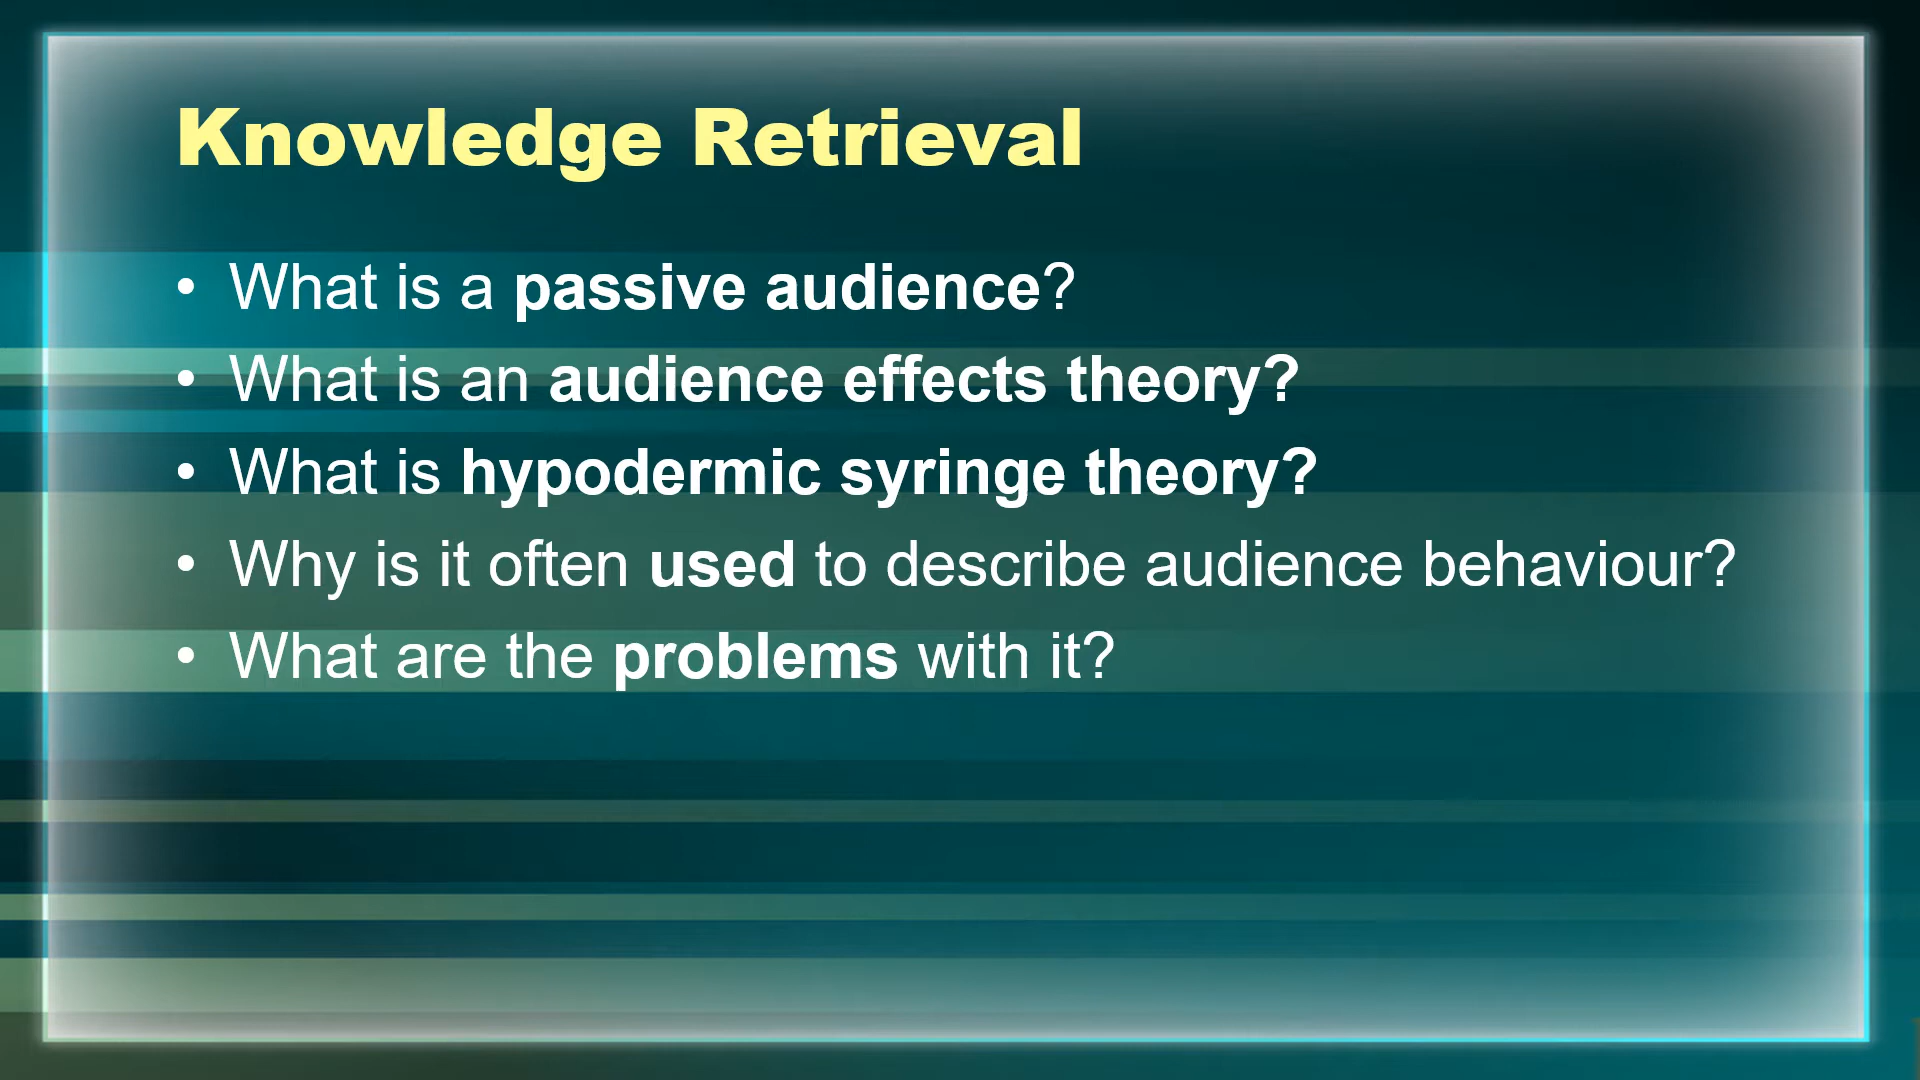 Knowledge Retrieval
• What is a passive audience?
• What is an audience effects theory?
• What is hypodermic syringe theory?
• Why is it often used to describe audience behaviour?
• What are the problems with it?